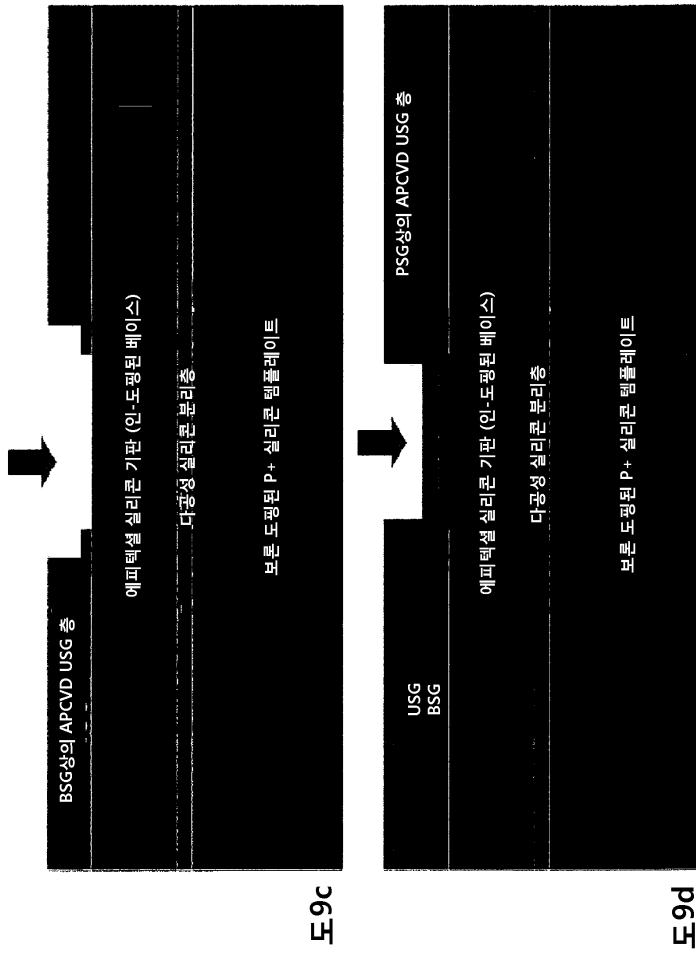 BSG상의 APCVD USG 층
에피텍셜 실리콘 기판 (인-도핑된 베이스)
다공성 실리콘 분리층
보론 도핑된 P+ 실리콘 템플레이트
도9c
PSG상의 APCVD USG 층
USG
BSG
에피텍셜 실리콘 기판 (인-도핑된 베이스)
다공성 실리콘 분리층
보론 도핑된 P+ 실리콘 템플레이트
도9d